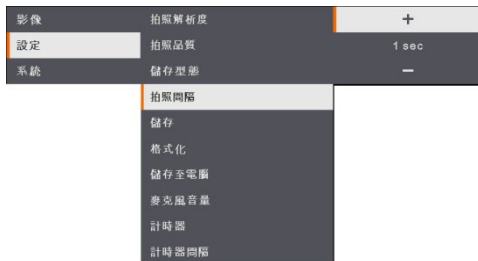 影像
設定
系統
拍照解析度
拍照品質
儲存型態
拍照間隔
儲存
格式化
儲存至電腦
麥克風音量
計時器
計時器間隔
+
1 sec
−